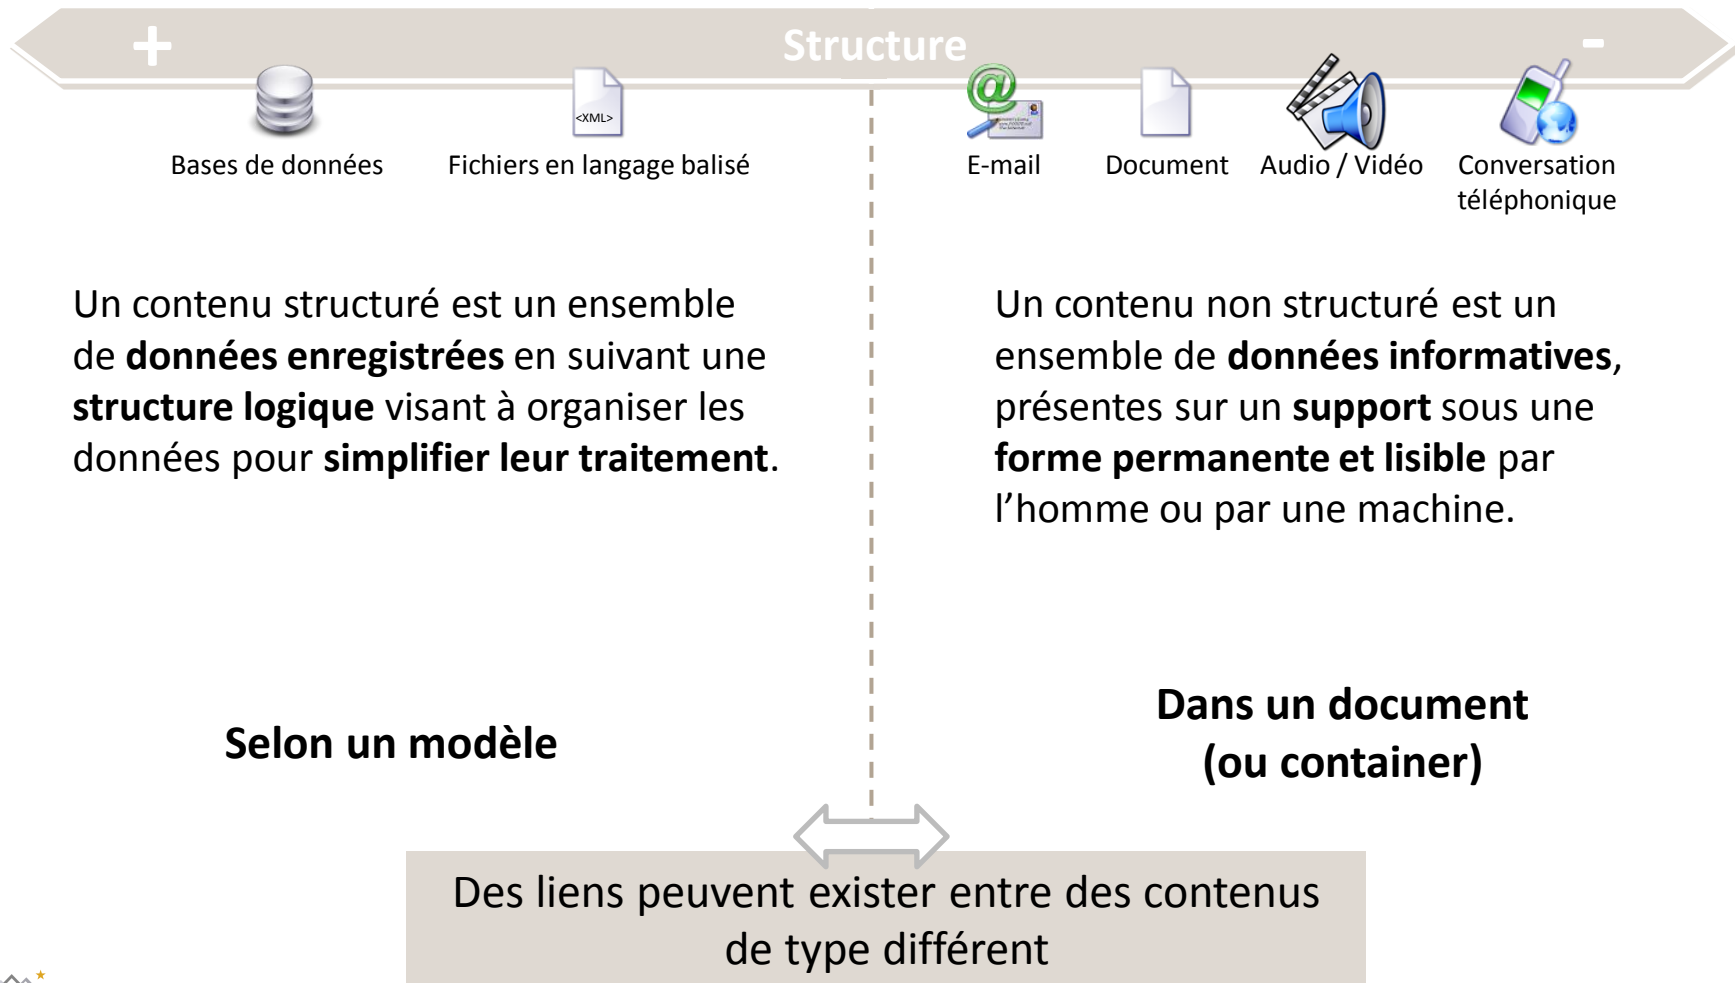 + Structure -
<XML>
Bases de données
Fichiers en langage balisé
E-mail
Document
Audio / Vidéo
Conversation
téléphonique
Un contenu structuré est un ensemble
de données enregistrées en suivant une
structure logique visant à organiser les
données pour simplifier leur traitement.
Selon un modèle
Un contenu non structuré est un
ensemble de données informatives,
présentes sur un support sous une
forme permanente et lisible par
l’homme ou par une machine.
Dans un document
(ou container)
Des liens peuvent exister entre des contenus
de type différent